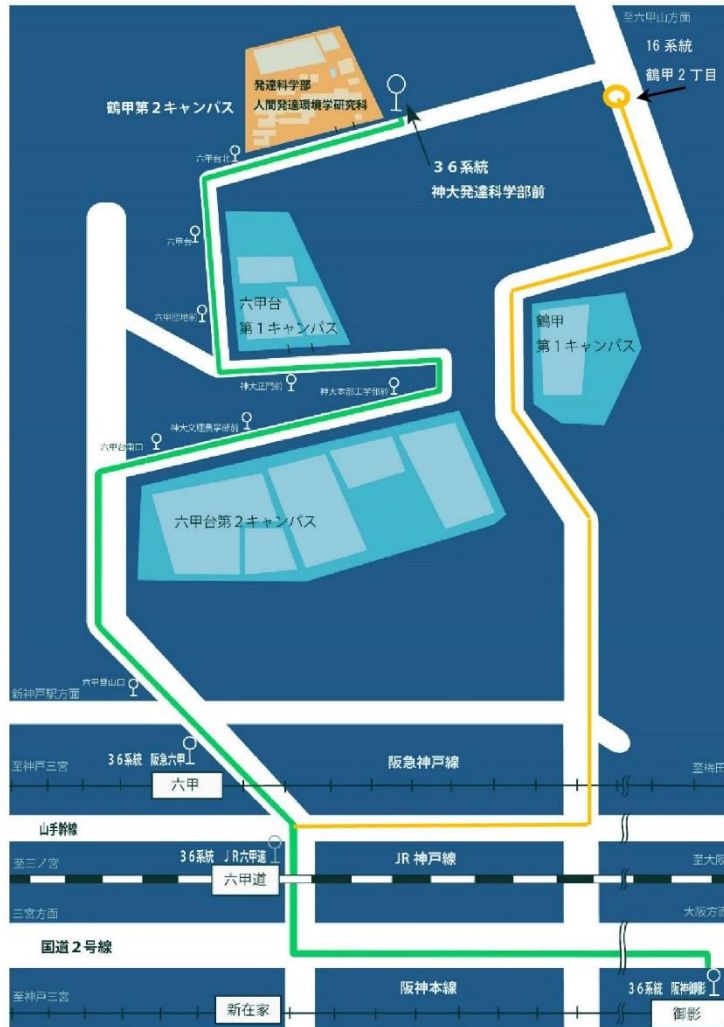 至六甲山方面
16系統
鶴甲2丁目
発達科学部
人間発達環境学研究科
鶴甲第2キャンパス
36系統
神大発達科学部前
六甲台北
六甲台
六甲台
第1キャンパス
鶴甲
第1キャンパス
六甲団地前
神大正門前
神大本部工学部前
神大文理農学部前
六甲台南口
六甲台第2キャンパス
六甲登山口
新神戸駅方面
36系統 阪急六甲
阪急神戸線
至神戸三宮
至梅田
六甲
山手幹線
36系統 JR六甲道
JR神戸線
至三ノ宮
至大阪
六甲道
三宮方面
大阪方面
国道2号線
36系統 阪神御影
阪神本線
至神戸三宮
新在家
御影